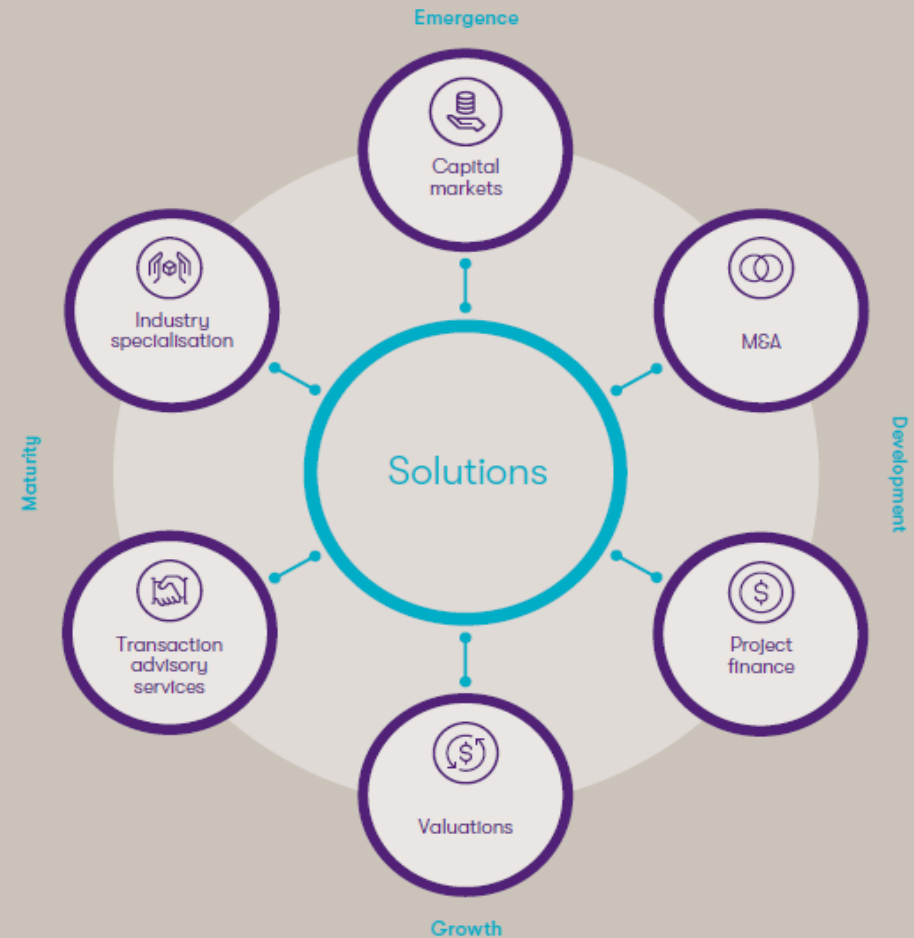 Emergence
Capital
markets
Industry
specialisation
M&A
Solutions
Maturity
Development
Transaction
advisory
services
Project
finance
Valuations
Growth